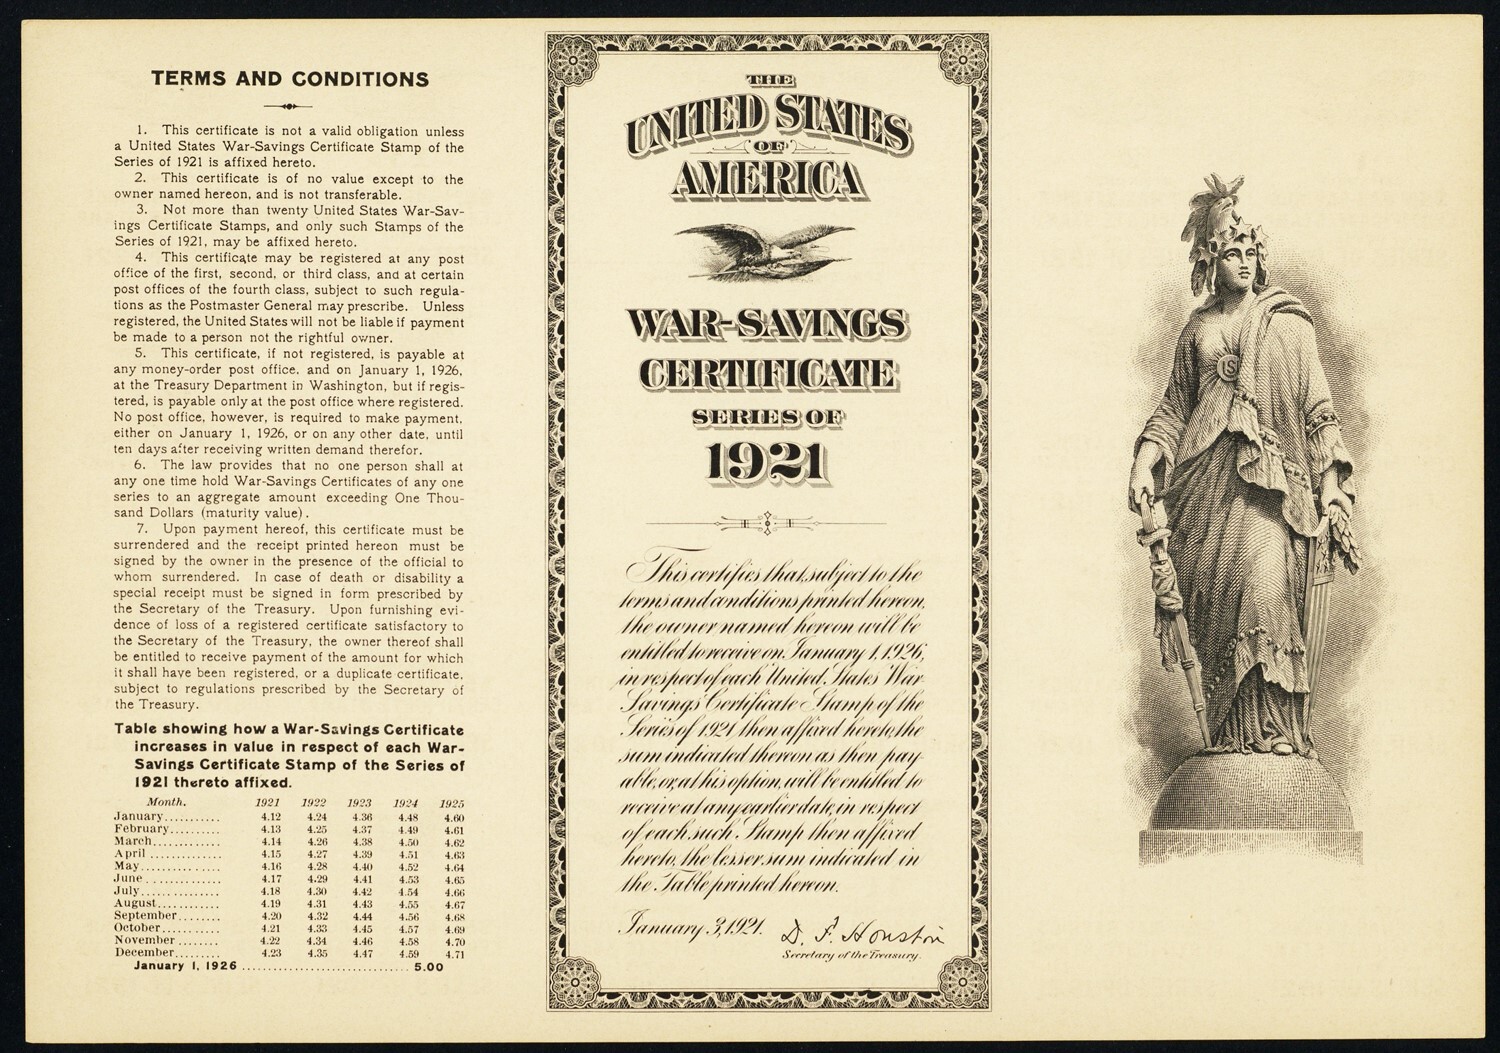 TERMS AND CONDITIONS
1. This certificate is not a valid obligation unless
a United States War-Savings Certificate Stamp of the
Series of 1921 is affixed hereto.
2. This certificate is of no value except to the
owner named hereon, and is not transferable.
3. Not more than twenty United States War-Sav-
ings Certificate Stamps, and only such Stamps of the
Series of 1921, may be affixed hereto.
4. This certificate may be registered at any post
office of the first, second, or third class, and at certain
post offices of the fourth class, subject to such regula-
tions as the Postmaster General may prescribe. Unless
registered, the United States will not be liable if payment
be made to a person not the rightful owner.
5. This certificate, if not registered, is payable at
any money-order post office, and on January 1, 1926,
at the Treasury Department in Washington, but if regis-
tered, is payable only at the post office where registered.
No post office, however, is required to make payment,
either on January 1, 1926, or on any other date, until
ten days after receiving written demand therefor.
6. The law provides that no one person shall at
any one time hold War-Savings Certificates of any one
series to an aggregate amount exceeding One Thou-
sand Dollars (maturity value).
7. Upon payment hereof, this certificate must be
surrendered and the receipt printed hereon must be
signed by the owner in the presence of the official to
whom surrendered. In case of death or disability a
special receipt must be signed in form prescribed by
the Secretary of the Treasury. Upon furnishing evi-
dence of loss of a registered certificate satisfactory to
the Secretary of the Treasury, the owner thereof shall
be entitled to receive payment of the amount for which
it shall have been registered, or a duplicate certificate,
subject to regulations prescribed by the Secretary of
the Treasury.
Table showing how a War-Savings Certificate
increases in value in respect of each War-
Savings Certificate Stamp of the Series of
1921 thereto affixed.
Month. 1921 1922 1923 1924 1925
January........... 4.12 4.24 4.36 4.48 4.60
February.......... 4.13 4.25 4.37 4.49 4.61
March............. 4.14 4.26 4.38 4.50 4.62
April .............. 4.15 4.27 4.39 4.51 4.63
May................ 4.16 4.28 4.40 4.52 4.64
June............... 4.17 4.29 4.41 4.53 4.65
July................ 4.18 4.30 4.42 4.54 4.66
August............. 4.19 4.31 4.43 4.55 4.67
September........ 4.20 4.32 4.44 4.56 4.68
October........... 4.21 4.33 4.45 4.57 4.69
November ........ 4.22 4.34 4.46 4.58 4.70
December......... 4.23 4.35 4.47 4.59 4.71
January 1, 1926 ................................ 5.00
THE
UNITED STATES
OF
AMERICA
WAR-SAVINGS
CERTIFICATE
SERIES OF
1921
This certifies that, subject to the
terms and conditions printed hereon,
the owner named hereon will be
entitled to receive on January 1, 1926,
in respect of each United States War
Savings Certificate Stamp of the
Series of 1921 then affixed hereto, the
sum indicated thereon as then pay
able, or, at his option, will be entitled to
receive at any earlier date, in respect
of each such Stamp then affixed
hereto, the lesser sum indicated in
the Table printed hereon.
January 3, 1921.
D. F. Houston
Secretary of the Treasury.
US